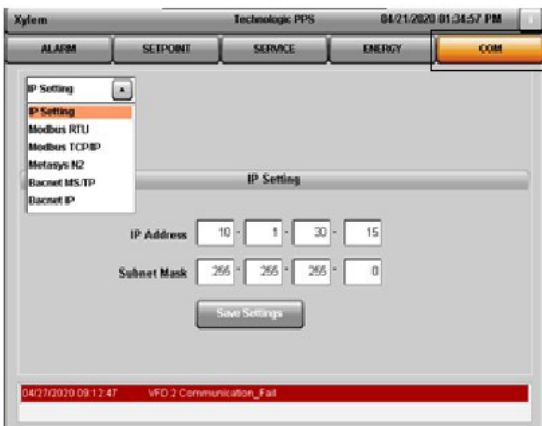 Xylem Technologic PPS 04/21/2020 01:34:57 PM
ALARM SETPOINT SERVICE ENERGY COM
IP Setting
IP Setting
Modbus RTU
Modbus TCP/IP
Metasys N2
Bacnet MS/TP
Bacnet IP
IP Setting
IP Address 10 - 1 - 30 - 15
Subnet Mask 255 - 255 - 255 - 0
Save Settings
04/27/2020 09:12:47 VFD 2 Communication_Fail